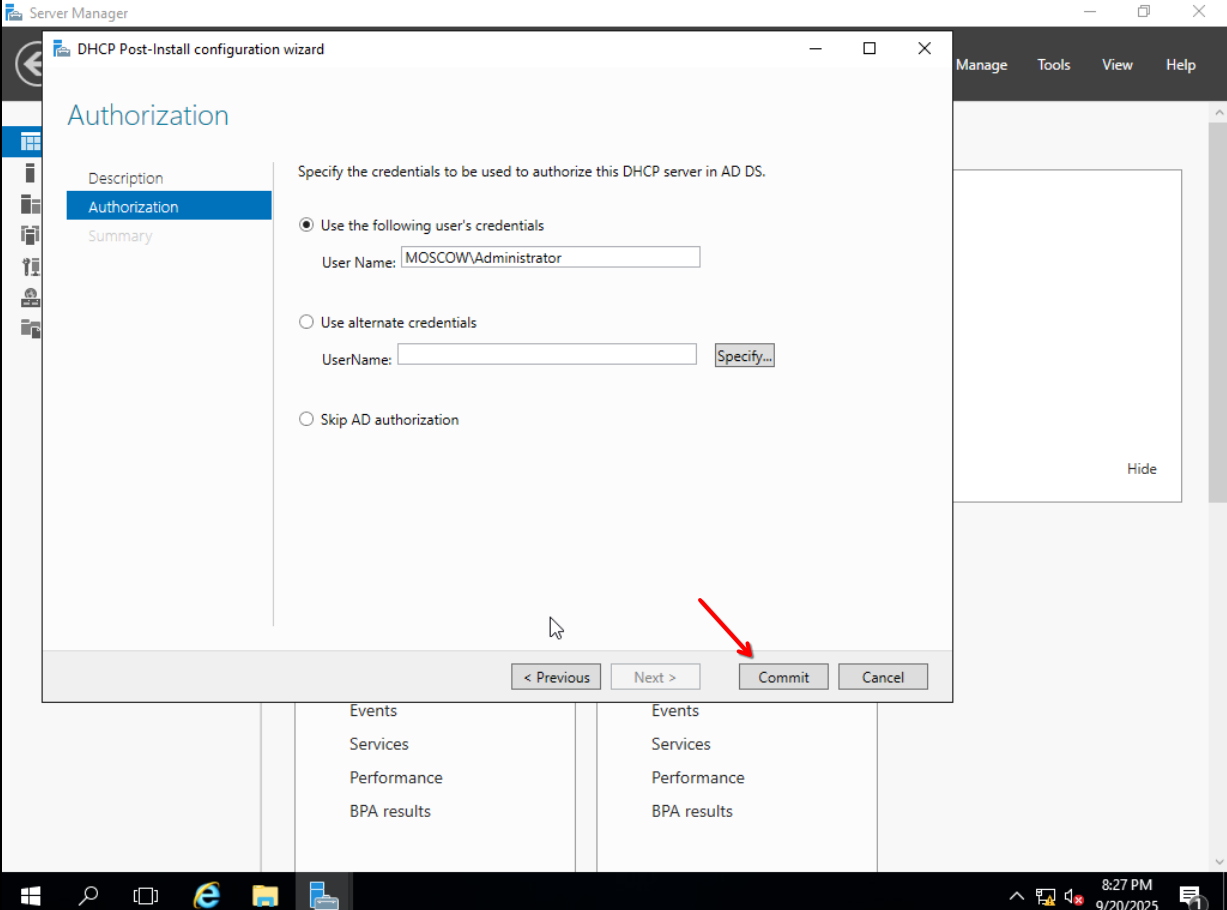 Server Manager
DHCP Post-Install configuration wizard
Manage Tools View Help
Authorization
Description
Authorization
Summary
Specify the credentials to be used to authorize this DHCP server in AD DS.
Use the following user's credentials
User Name: MOSCOW\Administrator
Use alternate credentials
UserName:
Specify...
Skip AD authorization
Hide
< Previous Next > Commit Cancel
Events
Services
Performance
BPA results
Events
Services
Performance
BPA results
8:27 PM
9/20/2025
1